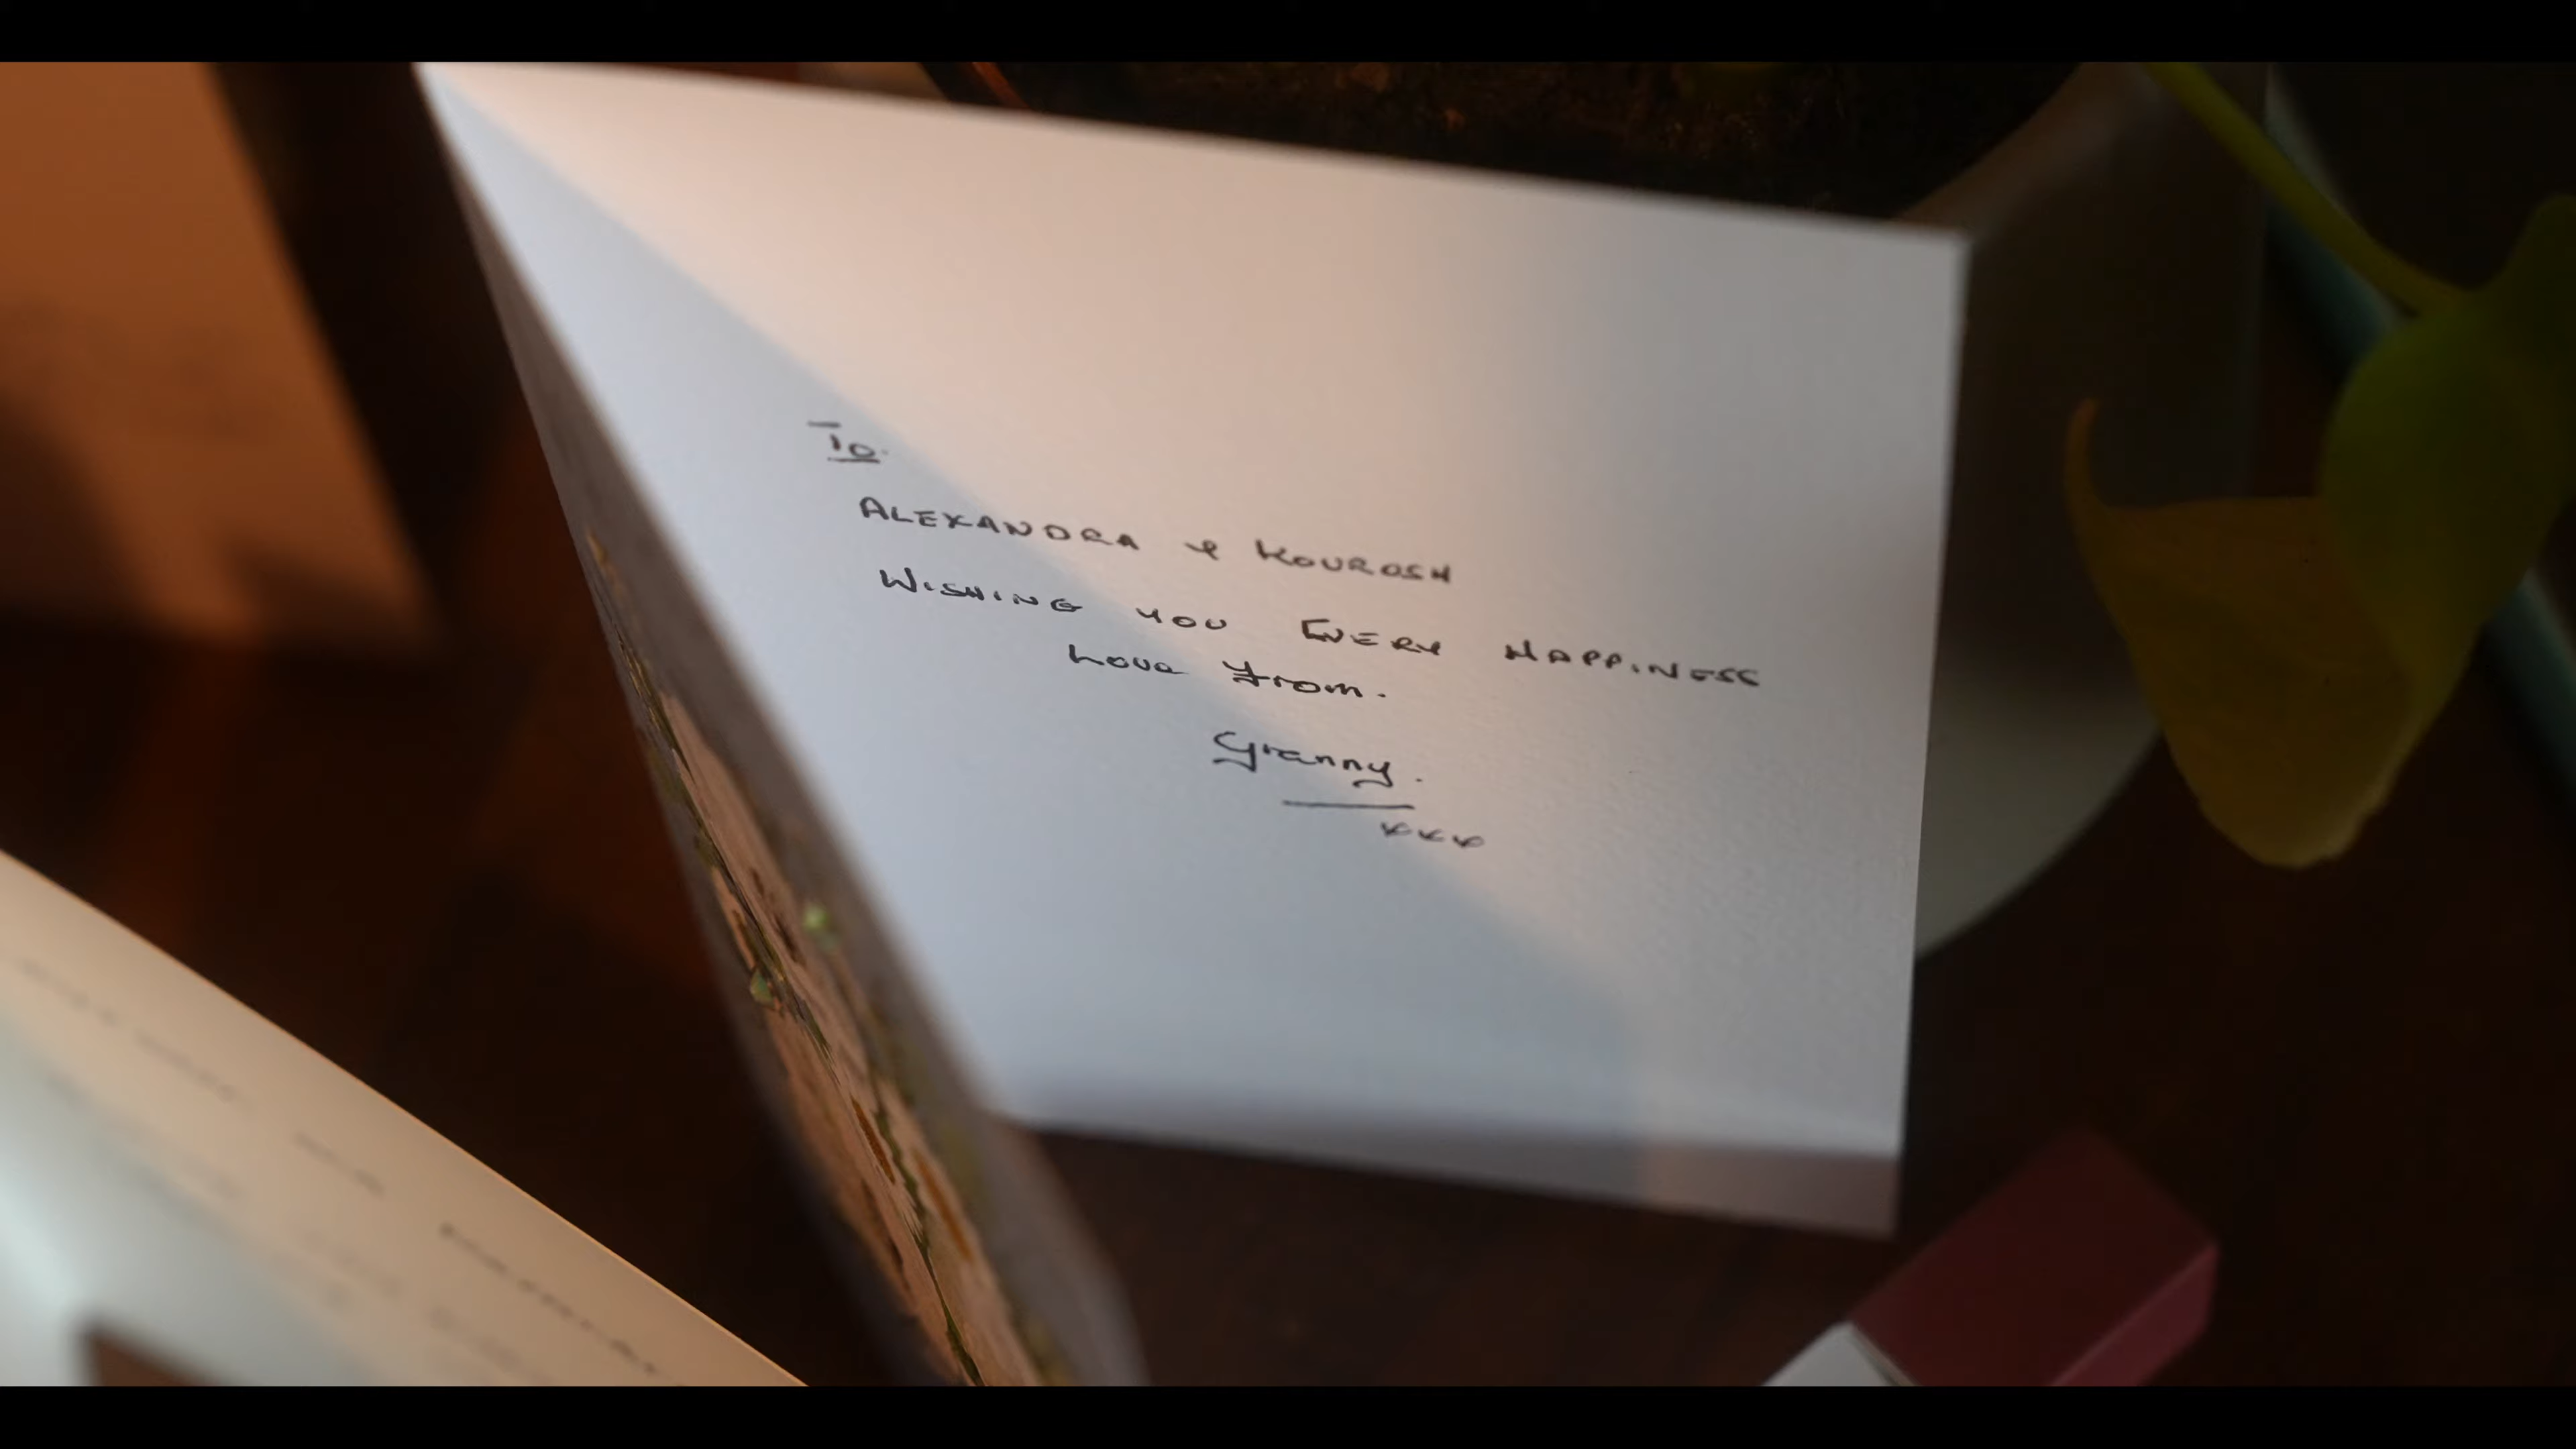 To.
ALEXANDRA & KOUROSH
WISHING YOU EVERY HAPPINESS
Love from.
Granny.
xxx